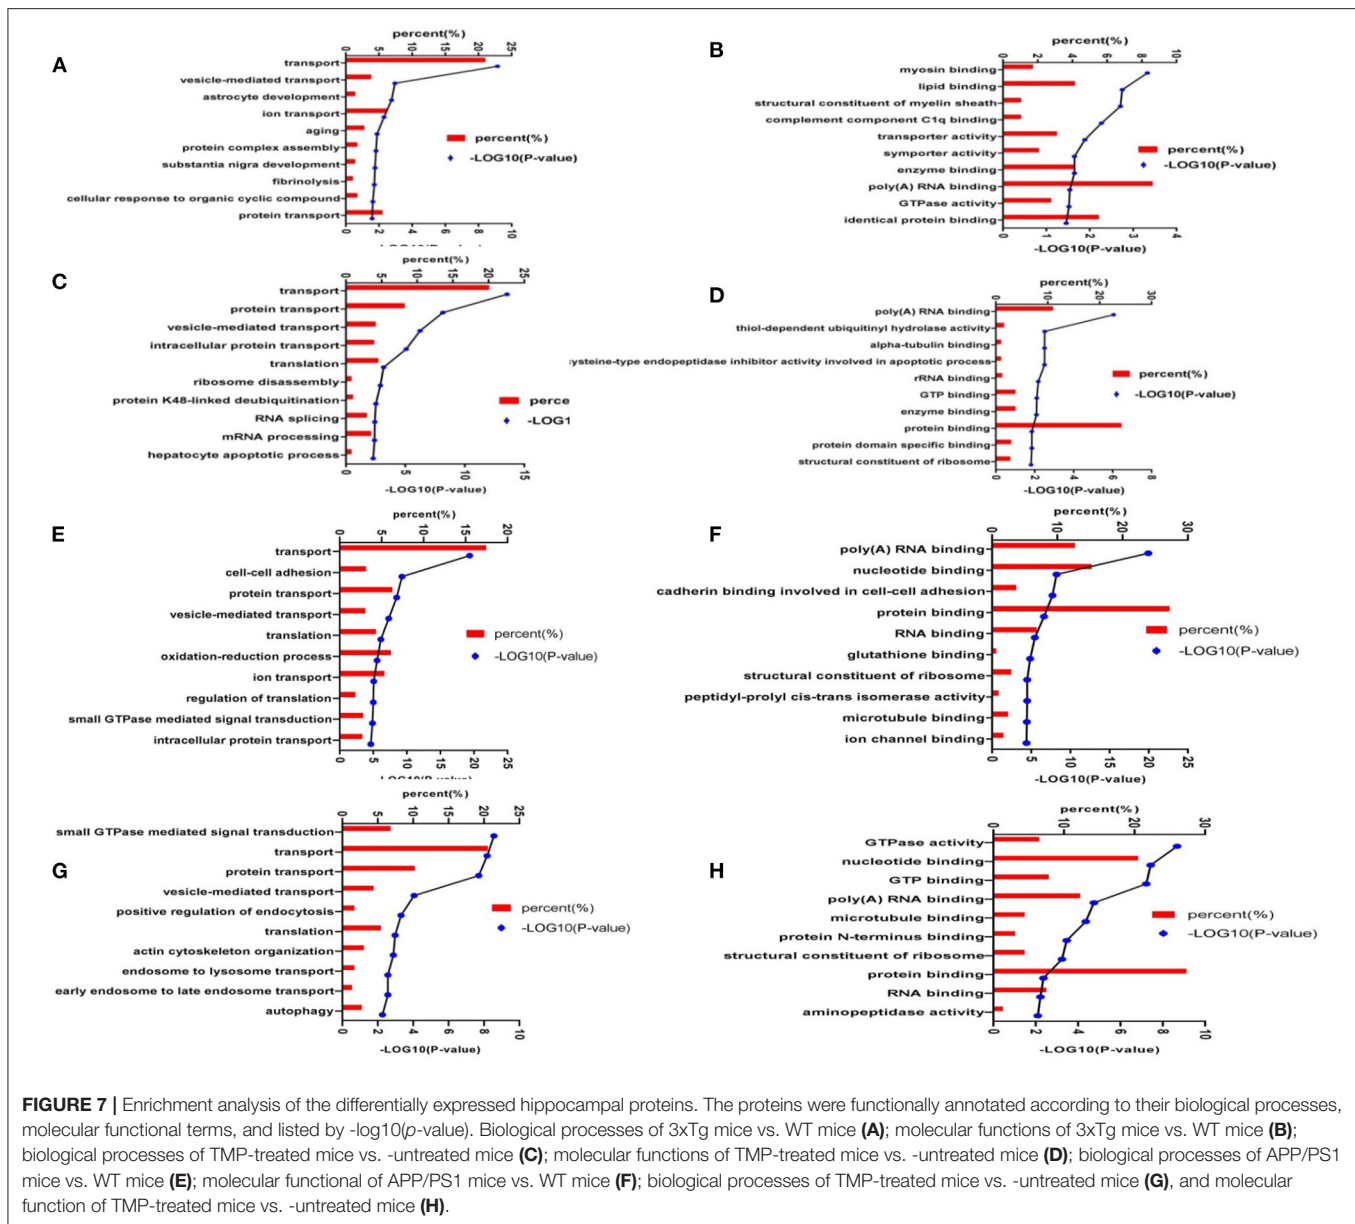 A
percent(%)
0 5 10 15 20 25
transport
vesicle-mediated transport
astrocyte development
ion transport
aging
protein complex assembly
substantia nigra development
fibrinolysis
cellular response to organic cyclic compound
protein transport
percent(%)
-LOG10(P-value)
0 2 4 6 8 10
-LOG10(P-value)
B
percent(%)
0 2 4 6 8 10
myosin binding
lipid binding
structural constituent of myelin sheath
complement component C1q binding
transporter activity
symporter activity
enzyme binding
poly(A) RNA binding
GTPase activity
identical protein binding
percent(%)
-LOG10(P-value)
0 1 2 3 4
-LOG10(P-value)
C
percent(%)
0 5 10 15 20 25
transport
protein transport
vesicle-mediated transport
intracellular protein transport
translation
ribosome disassembly
protein K48-linked deubiquitination
RNA splicing
mRNA processing
hepatocyte apoptotic process
perce
-LOG1
0 5 10 15
-LOG10(P-value)
D
percent(%)
0 10 20 30
poly(A) RNA binding
thiol-dependent ubiquitinyl hydrolase activity
alpha-tubulin binding
cysteine-type endopeptidase inhibitor activity involved in apoptotic process
rRNA binding
GTP binding
enzyme binding
protein binding
protein domain specific binding
structural constituent of ribosome
percent(%)
-LOG10(P-value)
0 2 4 6 8
-LOG10(P-value)
E
percent(%)
0 5 10 15 20
transport
cell-cell adhesion
protein transport
vesicle-mediated transport
translation
oxidation-reduction process
ion transport
regulation of translation
small GTPase mediated signal transduction
intracellular protein transport
percent(%)
-LOG10(P-value)
0 5 10 15 20 25
-LOG10(P-value)
F
percent(%)
0 10 20 30
poly(A) RNA binding
nucleotide binding
cadherin binding involved in cell-cell adhesion
protein binding
RNA binding
glutathione binding
structural constituent of ribosome
peptidyl-prolyl cis-trans isomerase activity
microtubule binding
ion channel binding
percent(%)
-LOG10(P-value)
0 5 10 15 20 25
-LOG10(P-value)
G
percent(%)
0 5 10 15 20 25
small GTPase mediated signal transduction
transport
protein transport
vesicle-mediated transport
positive regulation of endocytosis
translation
actin cytoskeleton organization
endosome to lysosome transport
early endosome to late endosome transport
autophagy
percent(%)
-LOG10(P-value)
0 2 4 6 8 10
-LOG10(P-value)
H
percent(%)
0 10 20 30
GTPase activity
nucleotide binding
GTP binding
poly(A) RNA binding
microtubule binding
protein N-terminus binding
structural constituent of ribosome
protein binding
RNA binding
aminopeptidase activity
percent(%)
-LOG10(P-value)
0 2 4 6 8 10
-LOG10(P-value)
FIGURE 7 | Enrichment analysis of the differentially expressed hippocampal proteins. The proteins were functionally annotated according to their biological processes,
molecular functional terms, and listed by -log10(p-value). Biological processes of 3xTg mice vs. WT mice (A); molecular functions of 3xTg mice vs. WT mice (B);
biological processes of TMP-treated mice vs. -untreated mice (C); molecular functions of TMP-treated mice vs. -untreated mice (D); biological processes of APP/PS1
mice vs. WT mice (E); molecular functional of APP/PS1 mice vs. WT mice (F); biological processes of TMP-treated mice vs. -untreated mice (G), and molecular
function of TMP-treated mice vs. -untreated mice (H).